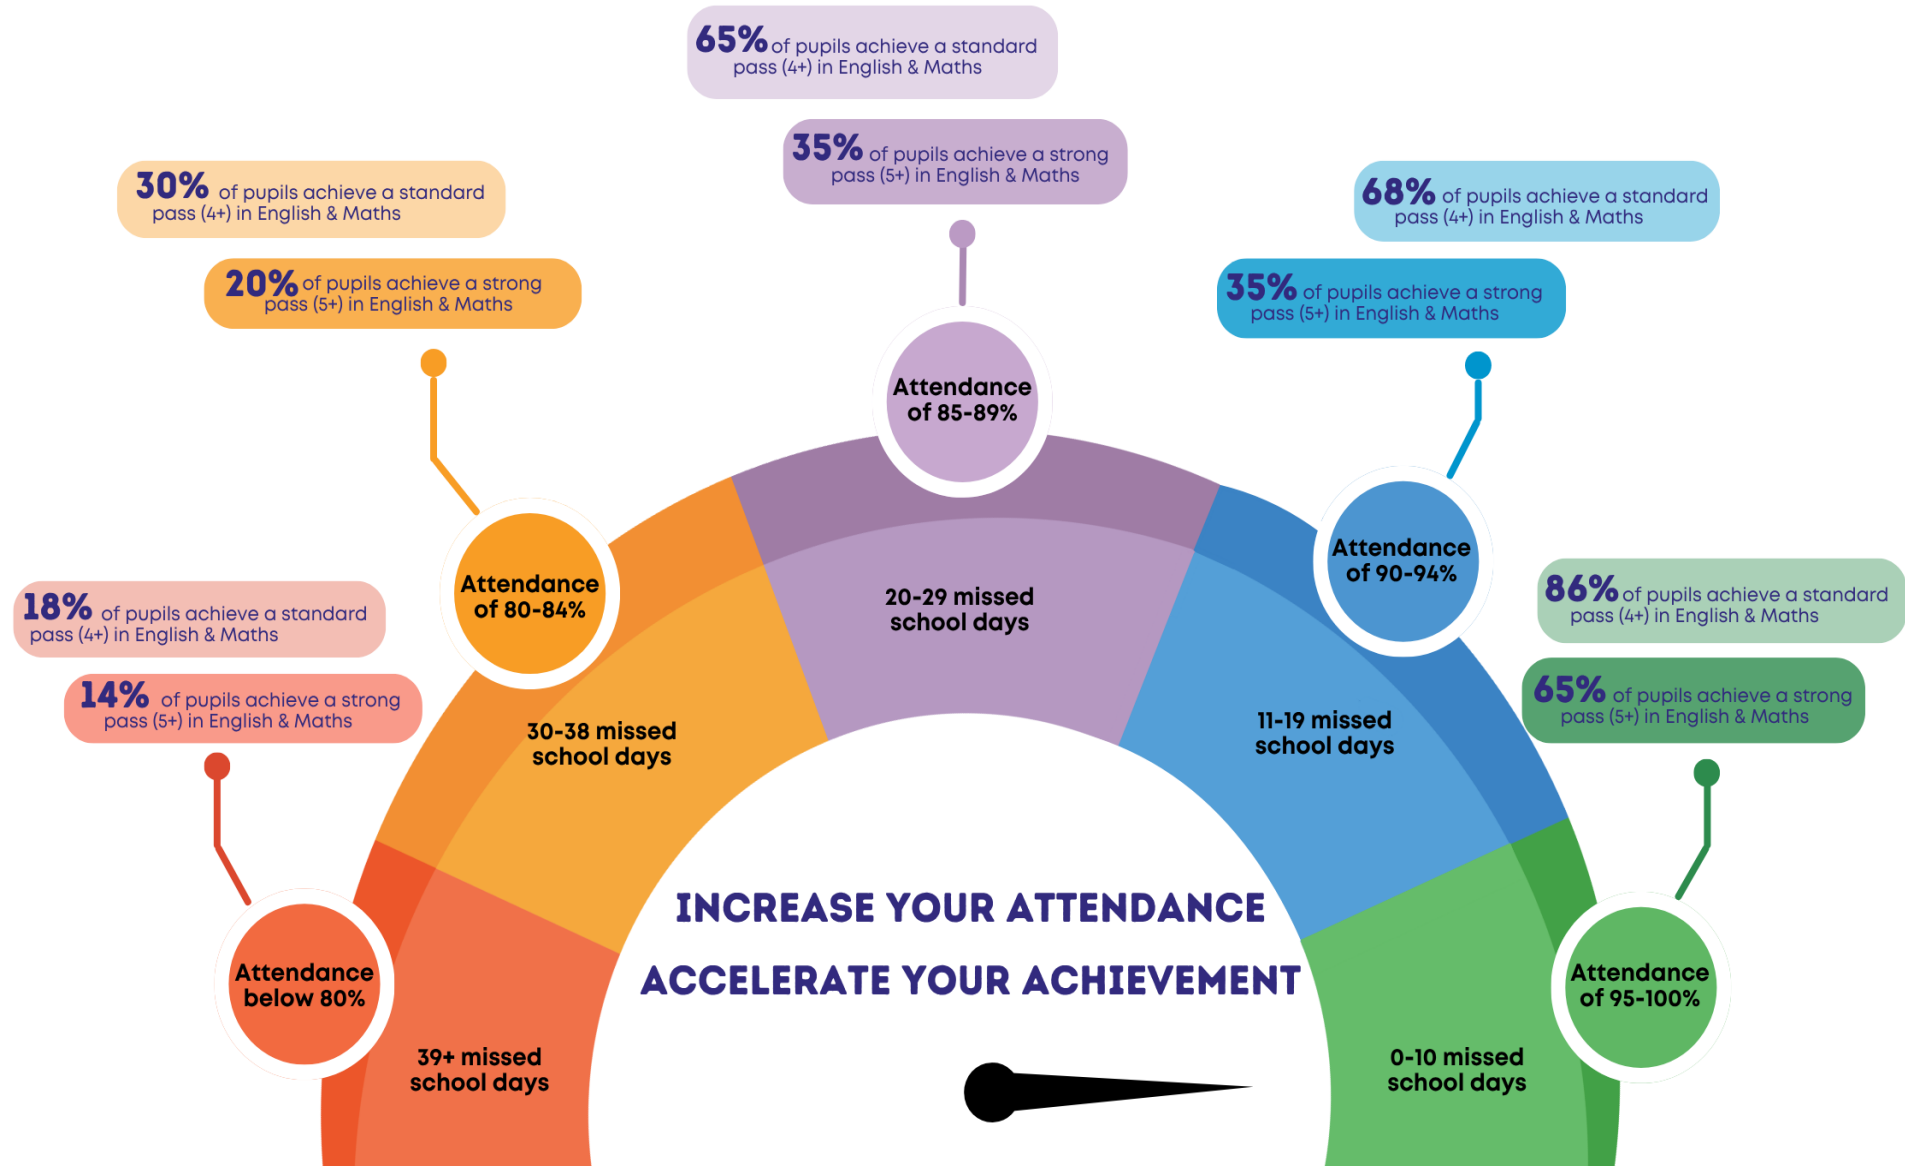 65% of pupils achieve a standard
pass (4+) in English & Maths
35% of pupils achieve a strong
pass (5+) in English & Maths
30% of pupils achieve a standard
pass (4+) in English & Maths
20% of pupils achieve a strong
pass (5+) in English & Maths
68% of pupils achieve a standard
pass (4+) in English & Maths
35% of pupils achieve a strong
pass (5+) in English & Maths
Attendance
of 85-89%
Attendance
of 80-84%
Attendance
of 90-94%
18% of pupils achieve a standard
pass (4+) in English & Maths
14% of pupils achieve a strong
pass (5+) in English & Maths
86% of pupils achieve a standard
pass (4+) in English & Maths
65% of pupils achieve a strong
pass (5+) in English & Maths
20-29 missed
school days
30-38 missed
school days
11-19 missed
school days
INCREASE YOUR ATTENDANCE
ACCELERATE YOUR ACHIEVEMENT
Attendance
below 80%
Attendance
of 95-100%
39+ missed
school days
0-10 missed
school days